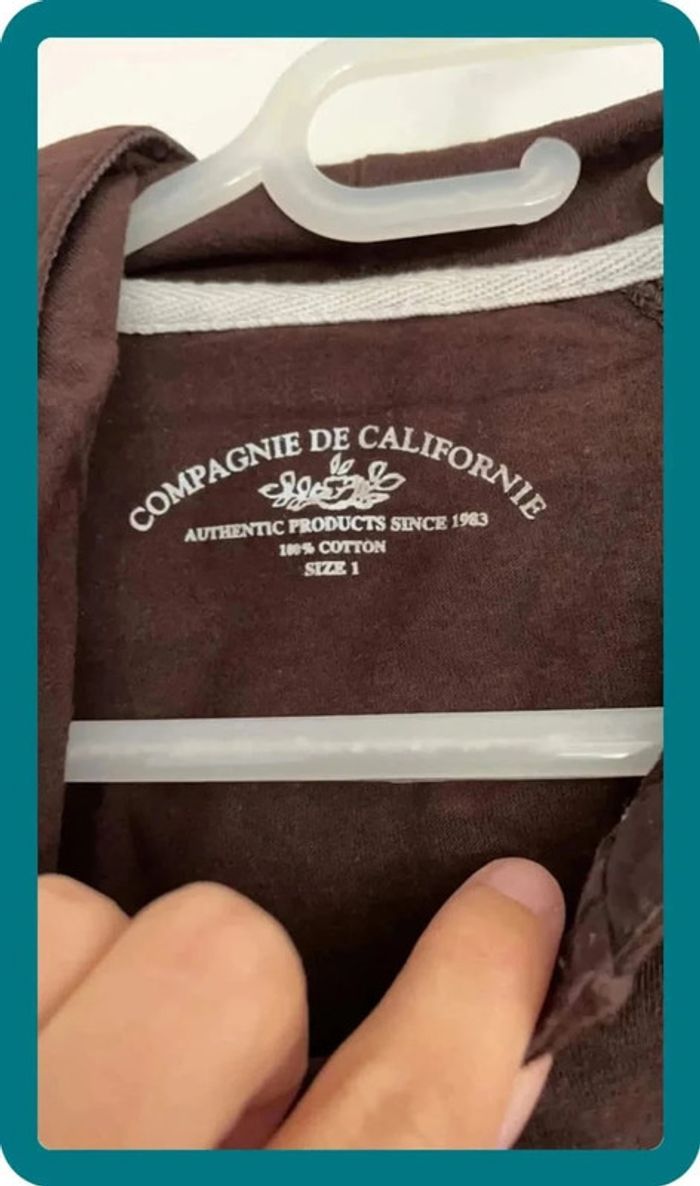 COMPAGNIE DE CALIFORNIE
AUTHENTIC PRODUCTS SINCE 1983
100% COTTON
SIZE 1